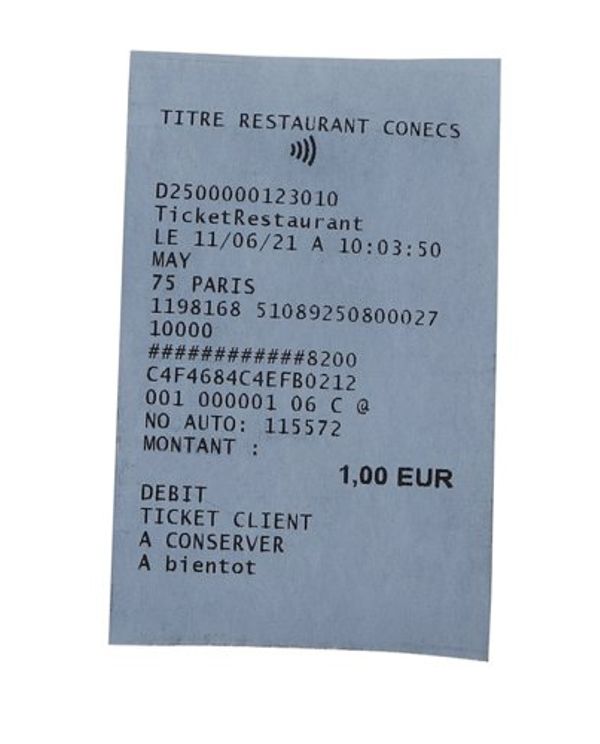 TITRE RESTAURANT CONECS
D2500000123010
TicketRestaurant
LE 11/06/21 A 10:03:50
MAY
75 PARIS
1198168 51089250800027
10000
############8200
C4F4684C4EFB0212
001 000001 06 C @
NO AUTO: 115572
MONTANT :
1,00 EUR
DEBIT
TICKET CLIENT
A CONSERVER
A bientot